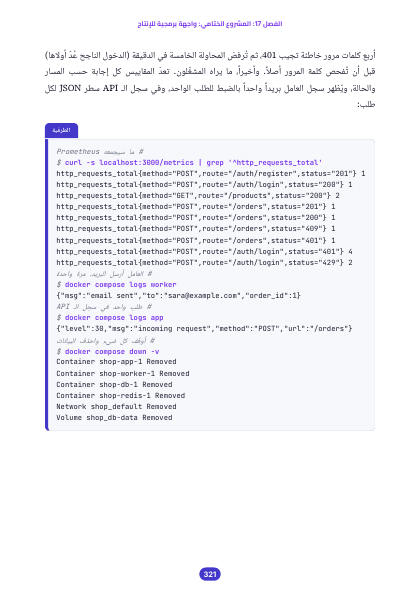 الفصل 17: المشروع الختامي: واجهة برمجية للإنتاج
أربع كلمات مرور خاطئة تجيب 401، ثم تُرفض المحاولة الخامسة في الدقيقة (الدخول الناجح عُدّ أولاها)
قبل أن تُفحص كلمة المرور أصلًا. وأخيرًا، ما يراه المشغّلون. تعدّ المقاييس كل إجابة حسب المسار
والحالة، ويُظهر سجل العامل بريدًا واحدًا بالضبط للطلب الواحد، وفي سجل الـ API سطر JSON لكل
طلب:
الطرفية
# ما سيجمعه Prometheus
$ curl -s localhost:3000/metrics | grep '^http_requests_total'
http_requests_total{method="POST",route="/auth/register",status="201"} 1
http_requests_total{method="POST",route="/auth/login",status="200"} 1
http_requests_total{method="GET",route="/products",status="200"} 2
http_requests_total{method="POST",route="/orders",status="201"} 1
http_requests_total{method="POST",route="/orders",status="200"} 1
http_requests_total{method="POST",route="/orders",status="409"} 1
http_requests_total{method="POST",route="/orders",status="401"} 1
http_requests_total{method="POST",route="/auth/login",status="401"} 4
http_requests_total{method="POST",route="/auth/login",status="429"} 2
# العامل أرسل البريد، مرة واحدة
$ docker compose logs worker
{"msg":"email sent","to":"sara@example.com","order_id":1}
# طلب واحد في سجل الـ API
$ docker compose logs app
{"level":30,"msg":"incoming request","method":"POST","url":"/orders"}
# أوقف كل شيء واحذف البيانات
$ docker compose down -v
Container shop-app-1 Removed
Container shop-worker-1 Removed
Container shop-db-1 Removed
Container shop-redis-1 Removed
Network shop_default Removed
Volume shop_db-data Removed
321